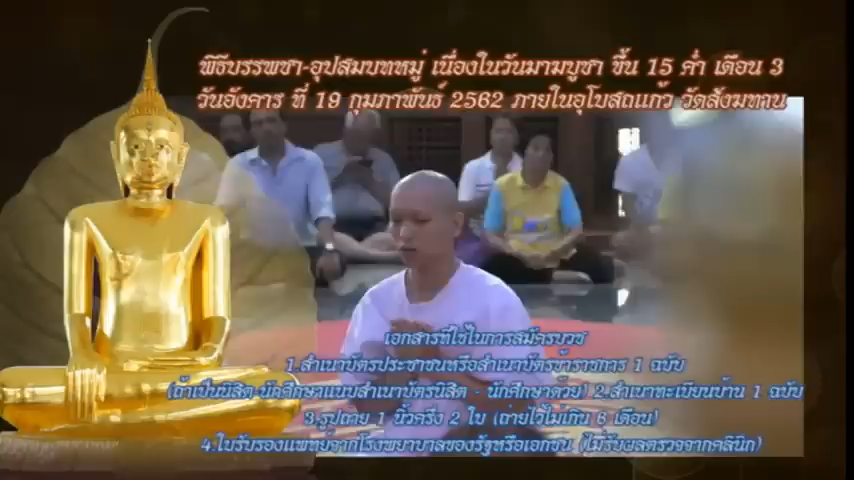 พิธีบรรพชา-อุปสมบทหมู่ เนื่องในวันมาฆบูชา ขึ้น 15 ค่ำ เดือน 3
วันอังคาร ที่ 19 กุมภาพันธ์ 2562 ภายในอุโบสถแก้ว วัดสังฆทาน
เอกสารที่ใช้ในการสมัครบวช
1.สำเนาบัตรประชาชนหรือสำเนาบัตรข้าราชการ 1 ฉบับ
(ถ้าเป็นนิสิต-นักศึกษาแนบสำเนาบัตรนิสิต - นักศึกษาด้วย) 2.สำเนาทะเบียนบ้าน 1 ฉบับ
3.รูปถ่าย 1 นิ้วครึ่ง 2 ใบ (ถ่ายไว้ไม่เกิน 6 เดือน)
4.ใบรับรองแพทย์จากโรงพยาบาลของรัฐหรือเอกชน (ไม่รับผลตรวจจากคลินิก)